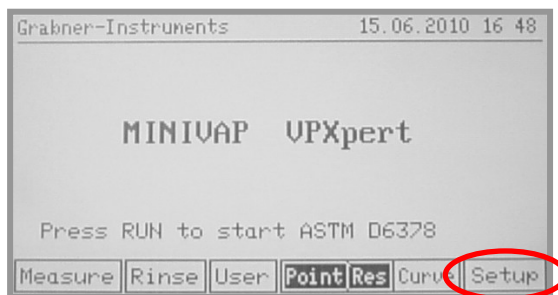 Grabner-Instruments 15.06.2010 16 48
MINIVAP VPXpert
Press RUN to start ASTM D6378
Measure Rinse User Point Res Curve Setup